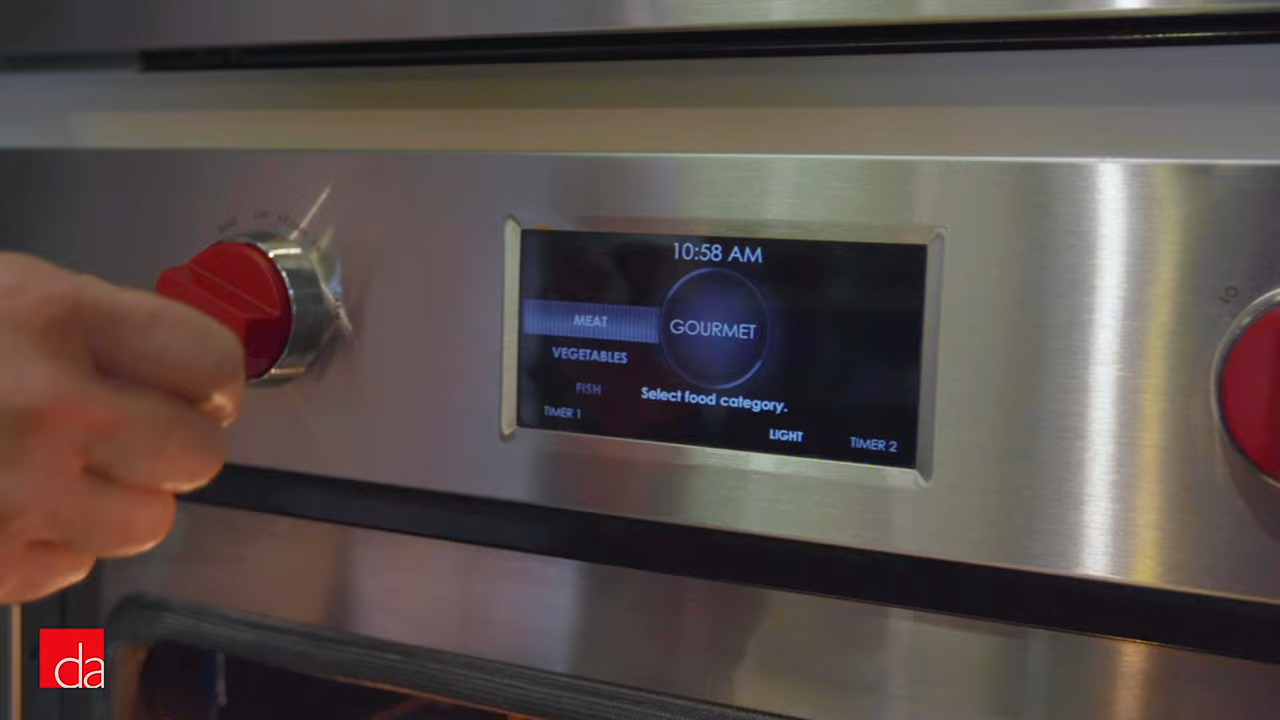 10:58 AM
MEAT
GOURMET
VEGETABLES
FISH
Select food category.
TIMER 1
LIGHT
TIMER 2
da